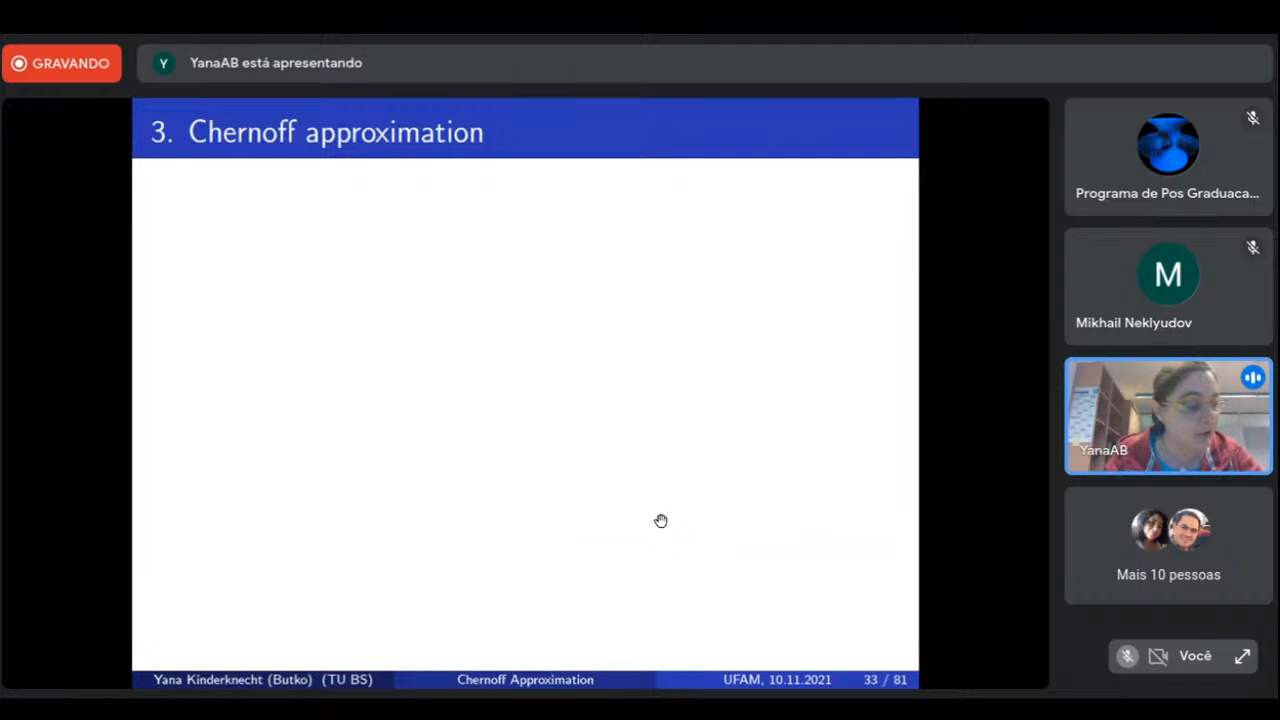 GRAVANDO
Y
YanaAB está apresentando
3. Chernoff approximation
Yana Kinderknecht (Butko) (TU BS)
Chernoff Approximation
UFAM, 10.11.2021
33 / 81
Programa de Pos Graduaca...
M
Mikhail Neklyudov
YanaAB
Mais 10 pessoas
Você